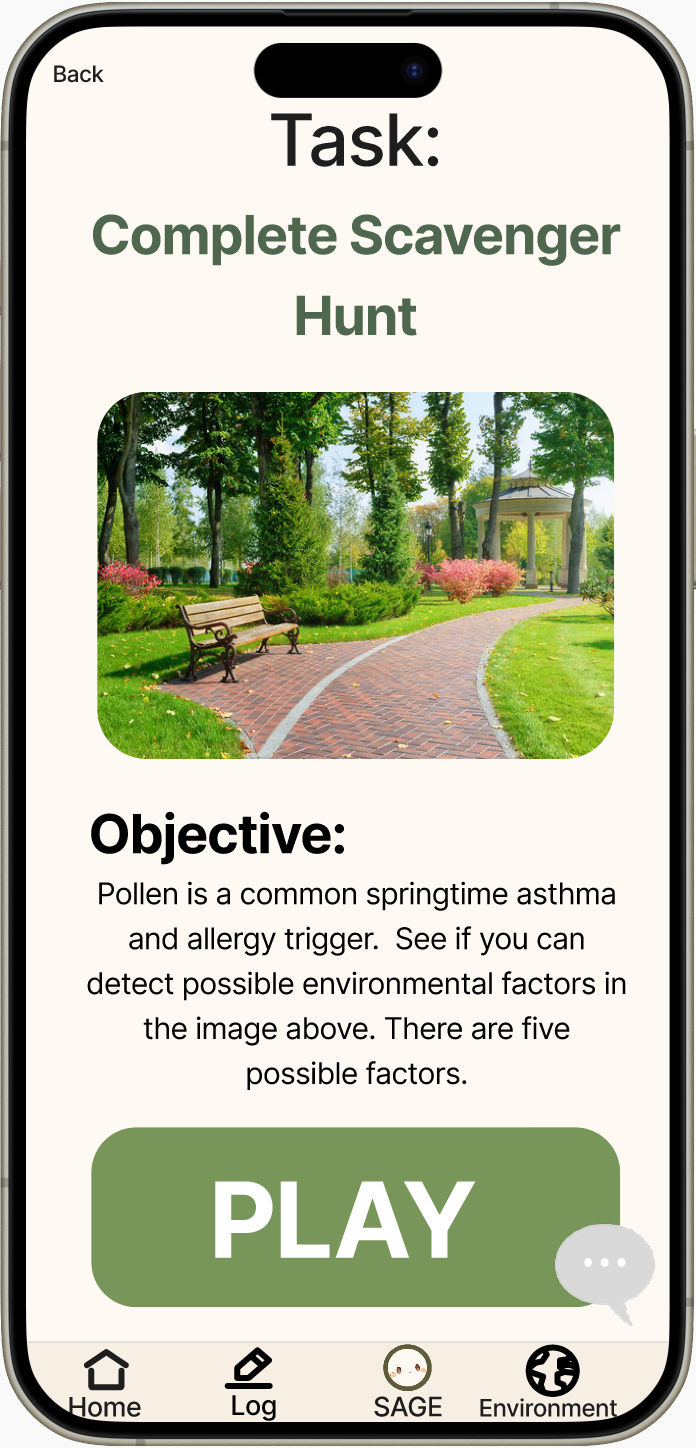 Back
Task:
Complete Scavenger
Hunt
Objective:
Pollen is a common springtime asthma
and allergy trigger.  See if you can
detect possible environmental factors in
the image above. There are five
possible factors.
PLAY
Home Log SAGE Environment